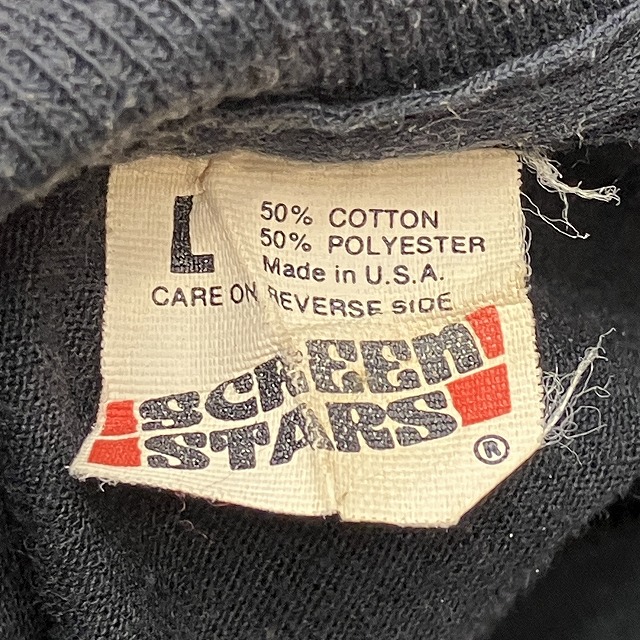 L
50% COTTON
50% POLYESTER
Made in U.S.A.
CARE ON REVERSE SIDE
SCREEN
STARS
®